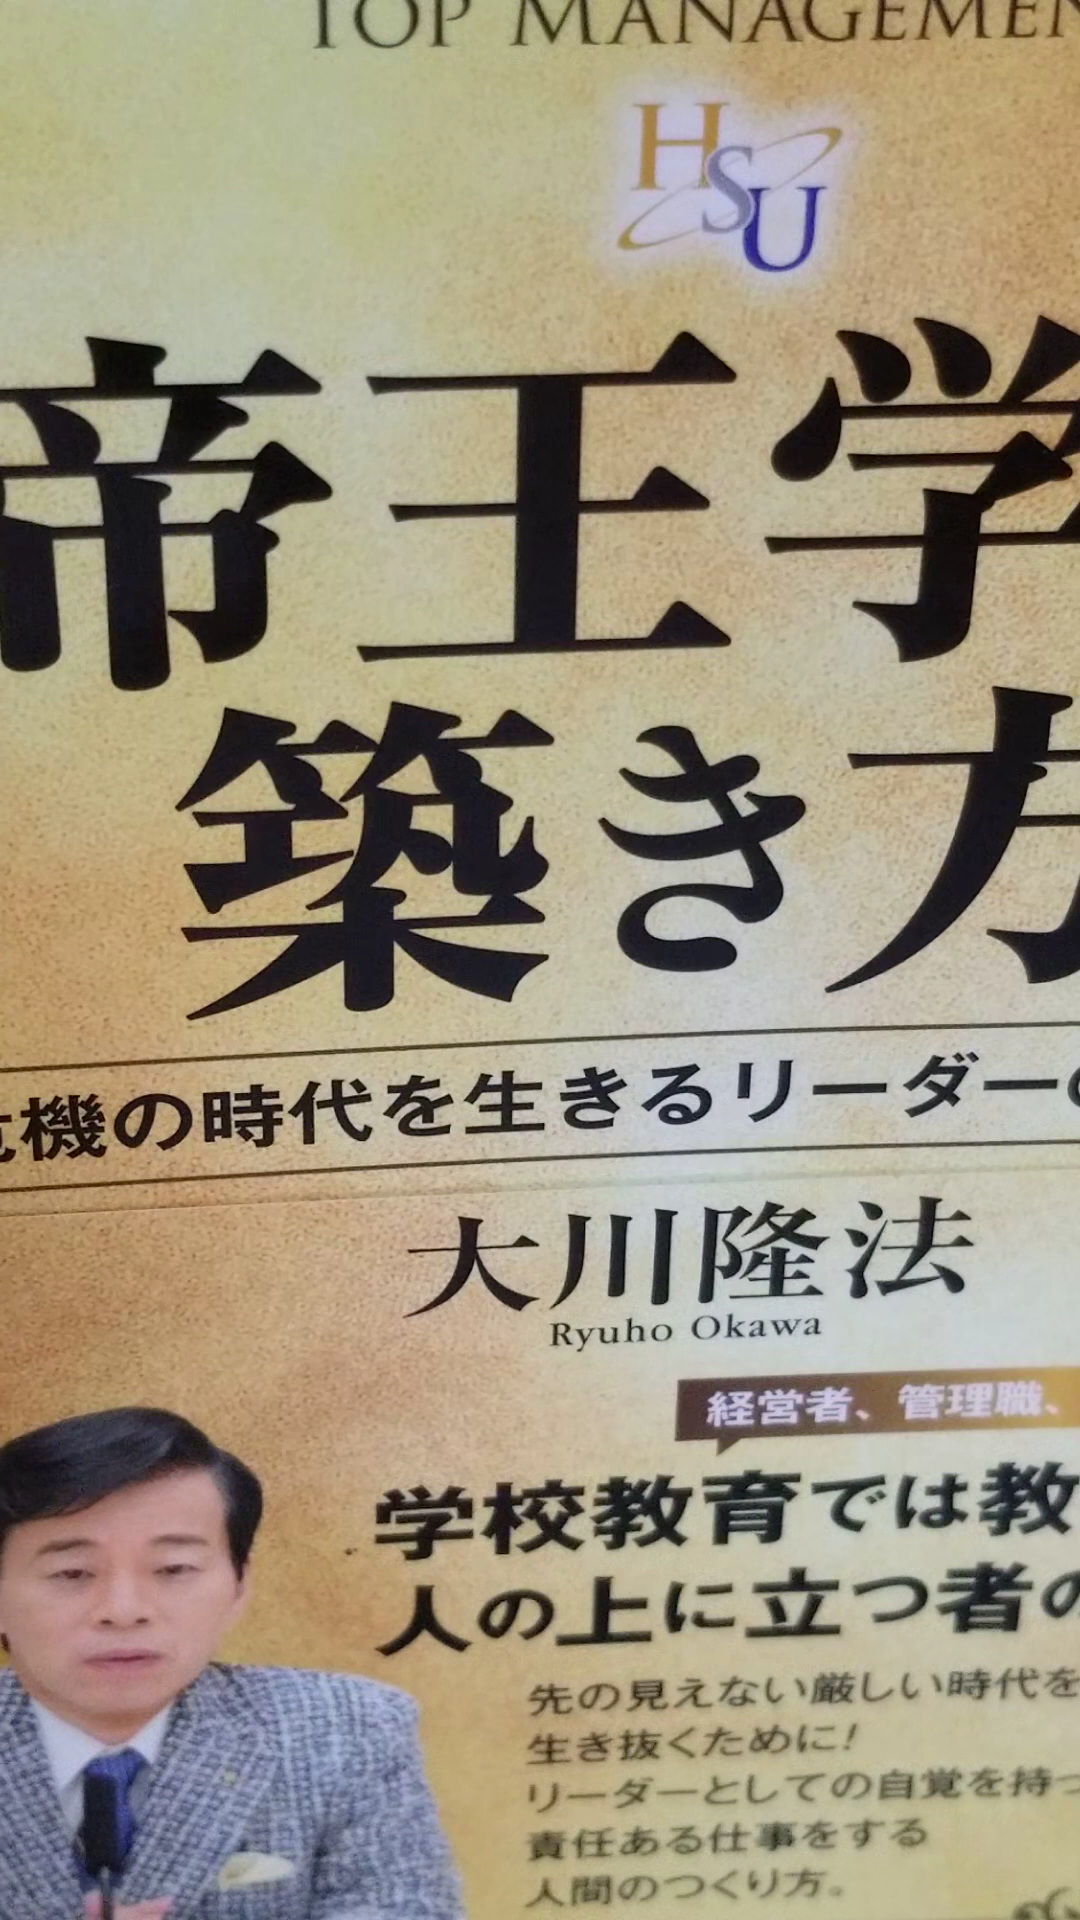 TOP MANAGEMEN
HSU
帝王学
築き方
危機の時代を生きるリーダーの
大川隆法
Ryuho Okawa
経営者、管理職、
学校教育では教
人の上に立つ者の
先の見えない厳しい時代を
生き抜くために!
リーダーとしての自覚を持つ
責任ある仕事をする
人間のつくり方。